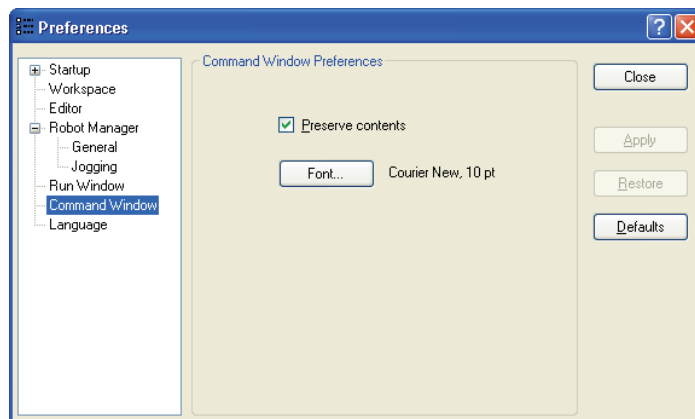 Preferences
Startup
Workspace
Editor
Robot Manager
General
Jogging
Run Window
Command Window
Language
Command Window Preferences
Preserve contents
Font... Courier New, 10 pt
Close
Apply
Restore
Defaults